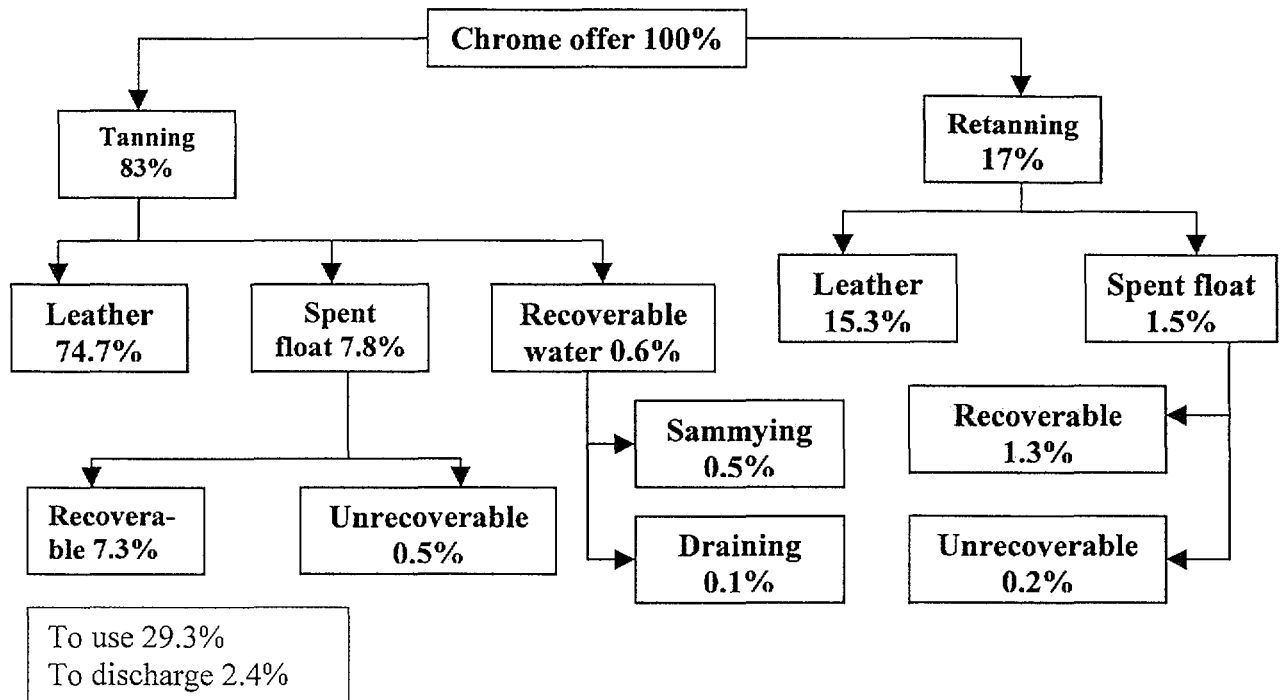 Chrome offer 100%
Tanning
83%
Retanning
17%
Leather
74.7%
Spent
float 7.8%
Recoverable
water 0.6%
Leather
15.3%
Spent float
1.5%
Sammying
0.5%
Recoverable
1.3%
Recovera-
ble 7.3%
Unrecoverable
0.5%
Draining
0.1%
Unrecoverable
0.2%
To use 29.3%
To discharge 2.4%